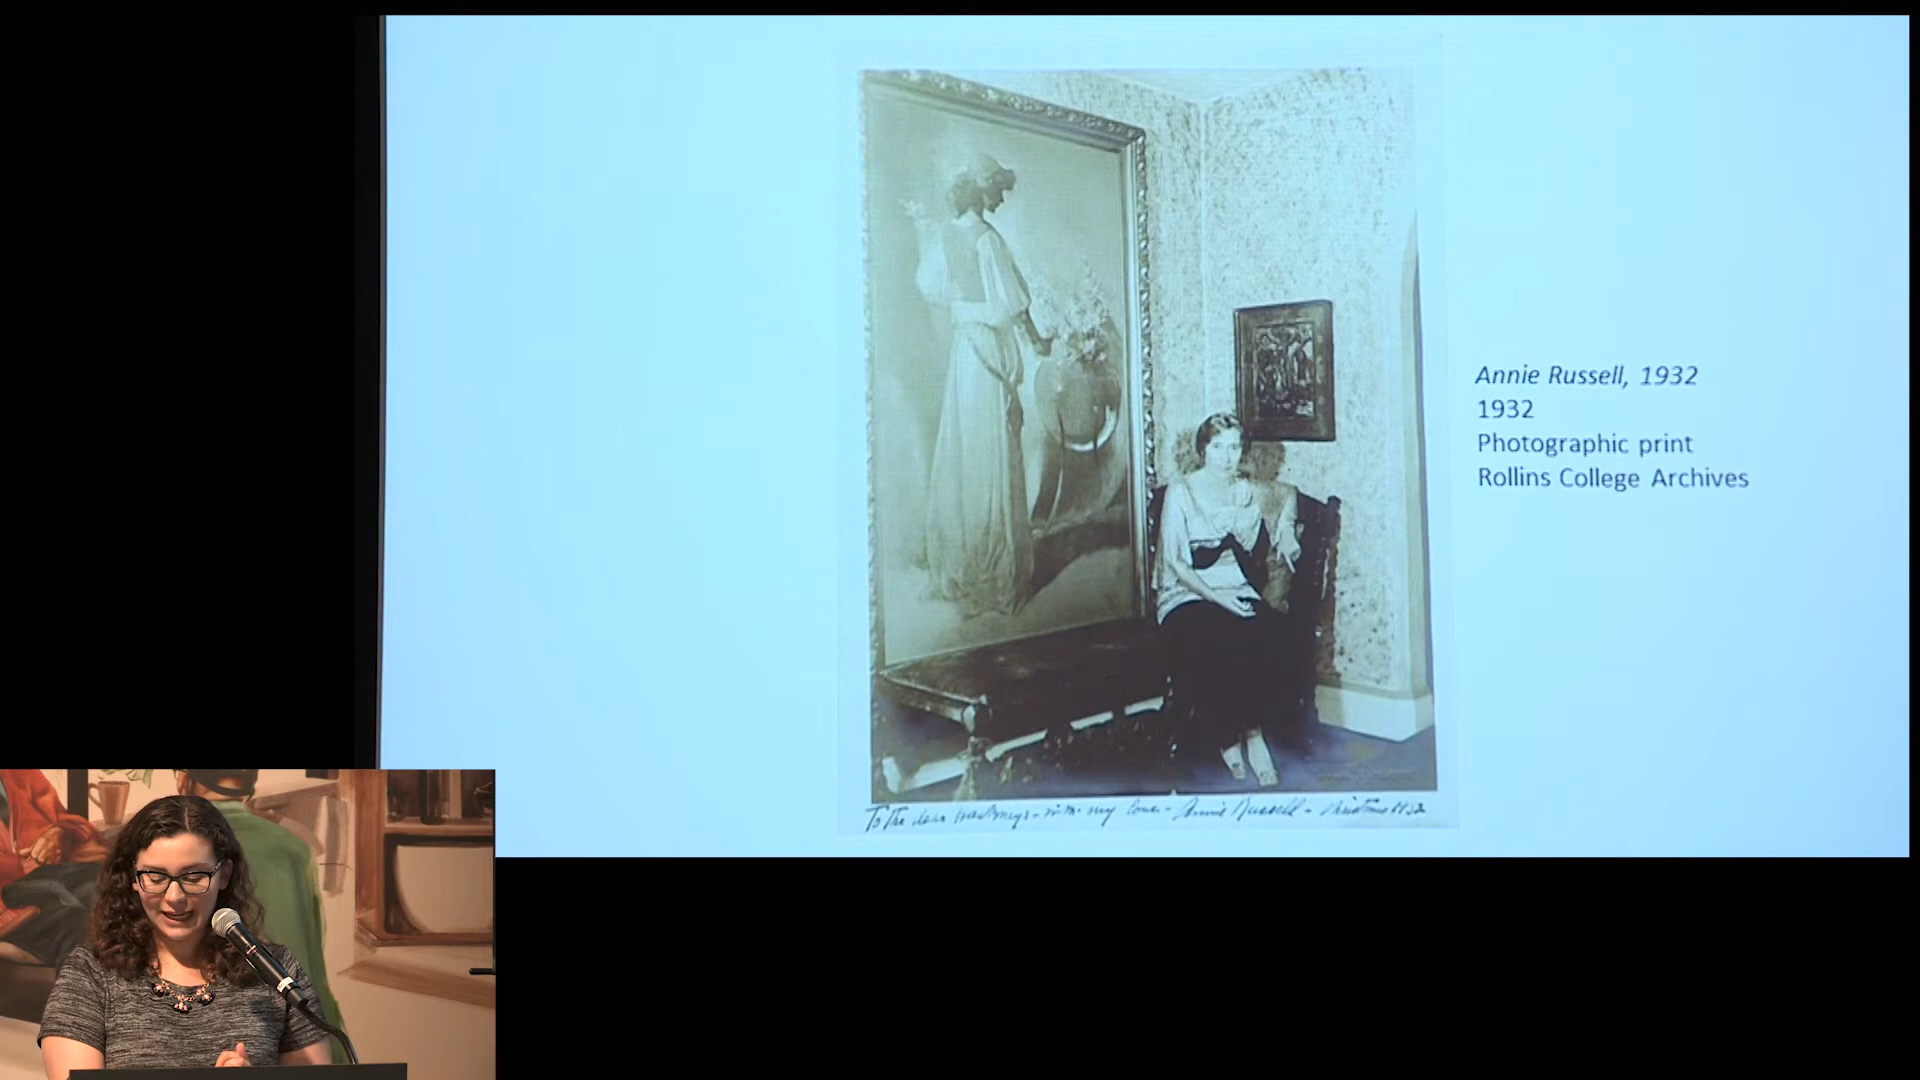 Annie Russell, 1932
1932
Photographic print
Rollins College Archives
To the dear - with my love - Annie Russell - Christmas 1932